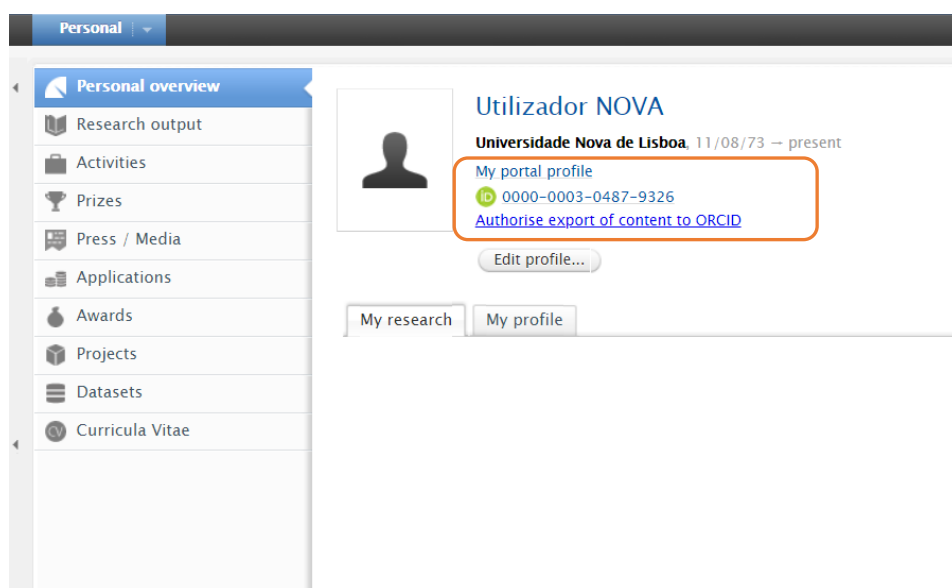 Personal
Personal overview
Research output
Activities
Prizes
Press / Media
Applications
Awards
Projects
Datasets
CV Curricula Vitae
Utilizador NOVA
Universidade Nova de Lisboa, 11/08/73 → present
My portal profile
iD 0000-0003-0487-9326
Authorise export of content to ORCID
Edit profile...
My research
My profile